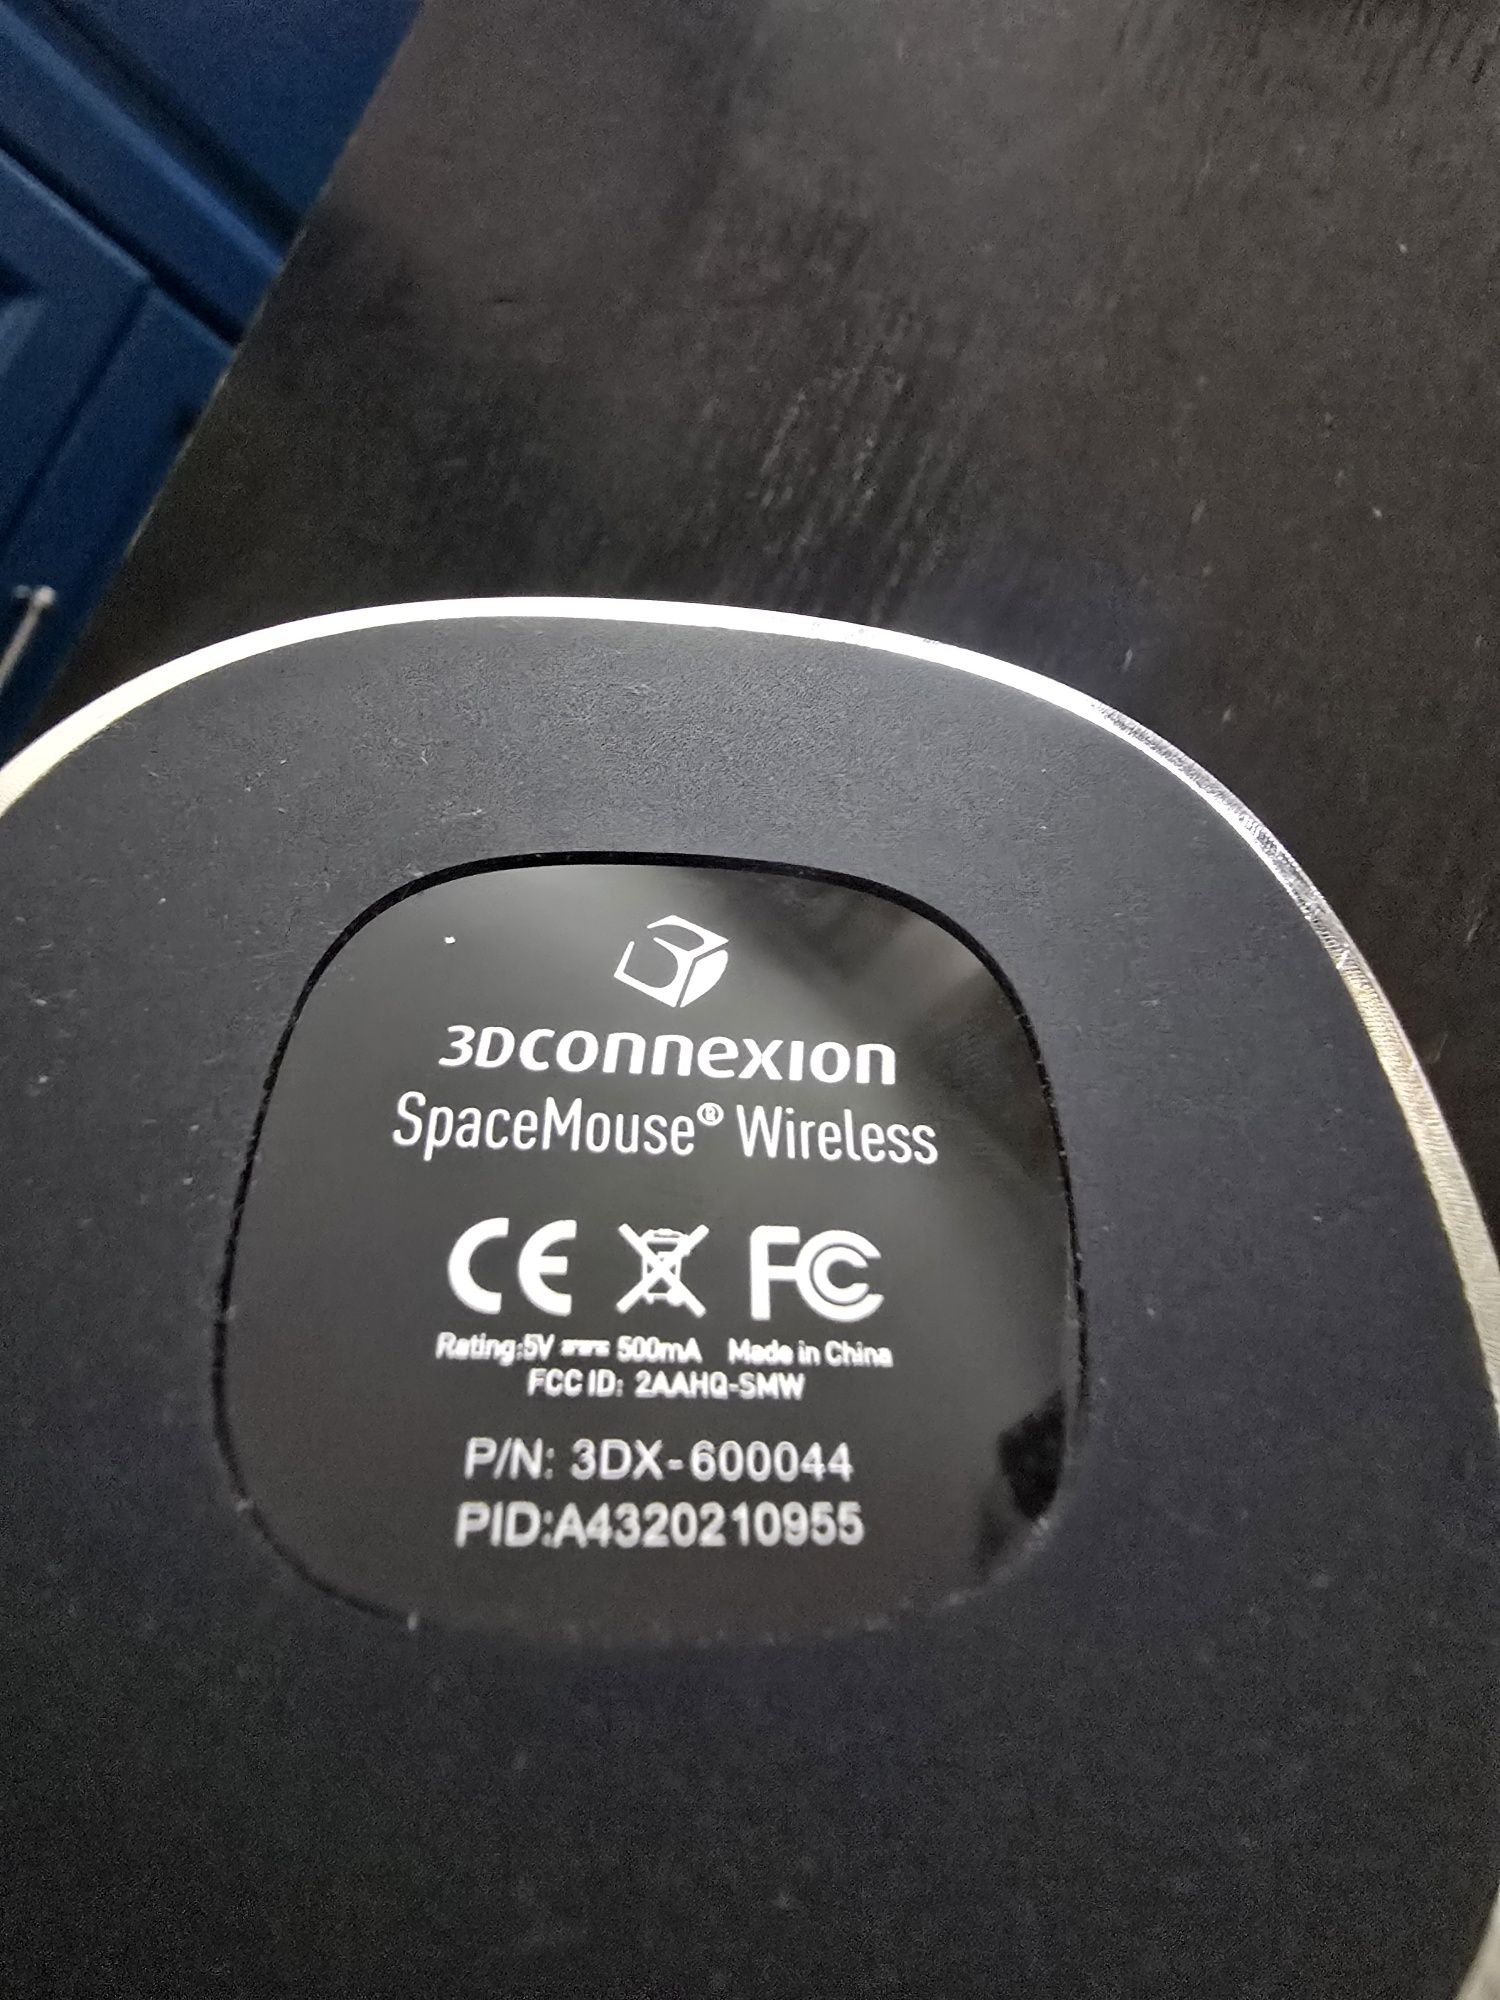 3Dconnexion
SpaceMouse® Wireless
CE FC
Rating:5V ⎓ 500mA Made in China
FCC ID: 2AAHQ-SMW
P/N: 3DX-600044
PID:A4320210955